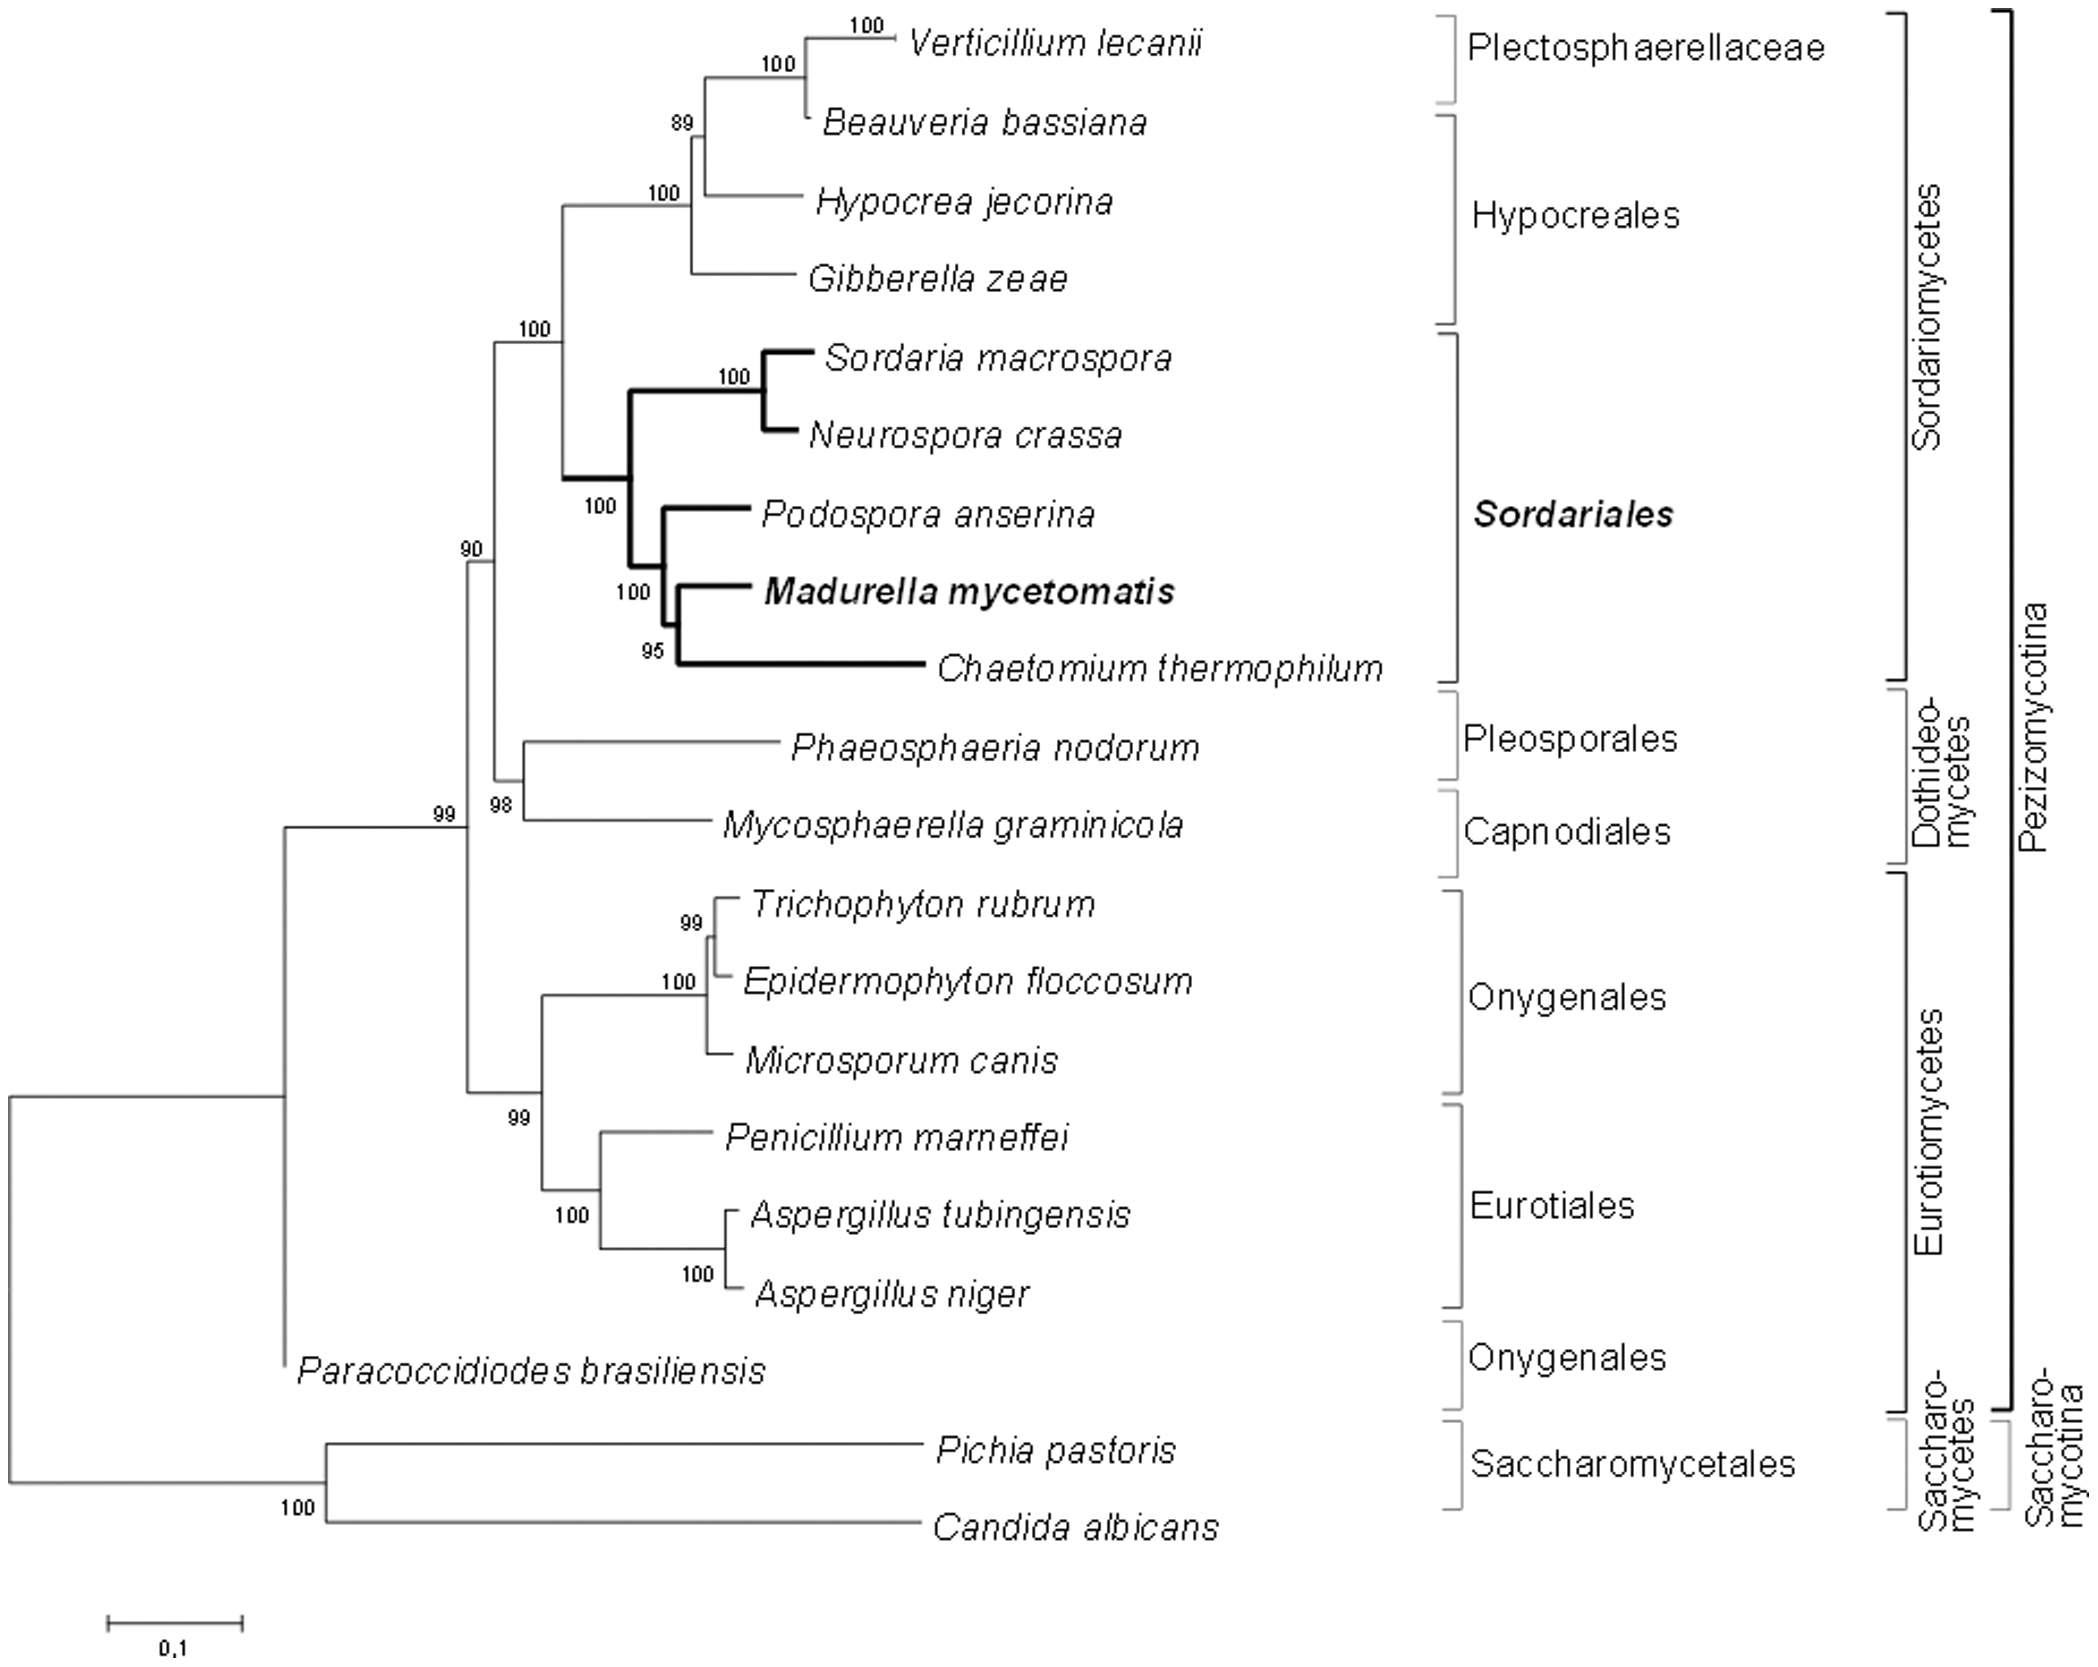 100
Verticillium lecanii
Plectosphaerellaceae
100
Beauveria bassiana
89
Hypocrea jecorina
100
Hypocreales
Gibberella zeae
Sordariomycetes
100
Sordaria macrospora
100
Neurospora crassa
100
Podospora anserina
Sordariales
90
Madurella mycetomatis
100
95
Chaetomium thermophilum
Pezizomycotina
Phaeosphaeria nodorum
Pleosporales
Dothideo-
mycetes
98
99
Mycosphaerella graminicola
Capnodiales
Trichophyton rubrum
99
Epidermophyton floccosum
100
Onygenales
Microsporum canis
Eurotiomycetes
99
Penicillium marneffei
100
Aspergillus tubingensis
Eurotiales
100
Aspergillus niger
Paracoccidiodes brasiliensis
Onygenales
Saccharo-
mycetes
Saccharo-
mycotina
Pichia pastoris
Saccharomycetales
100
Candida albicans
0,1